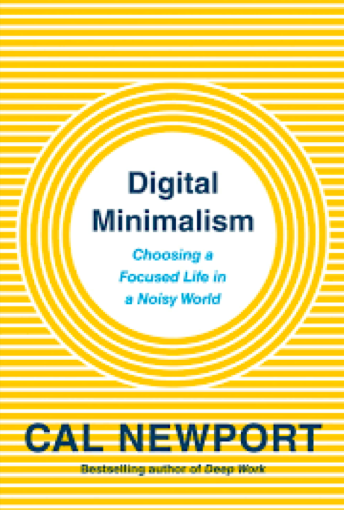 Digital
Minimalism
Choosing a
Focused Life in
a Noisy World
CAL NEWPORT
Bestselling author of Deep Work